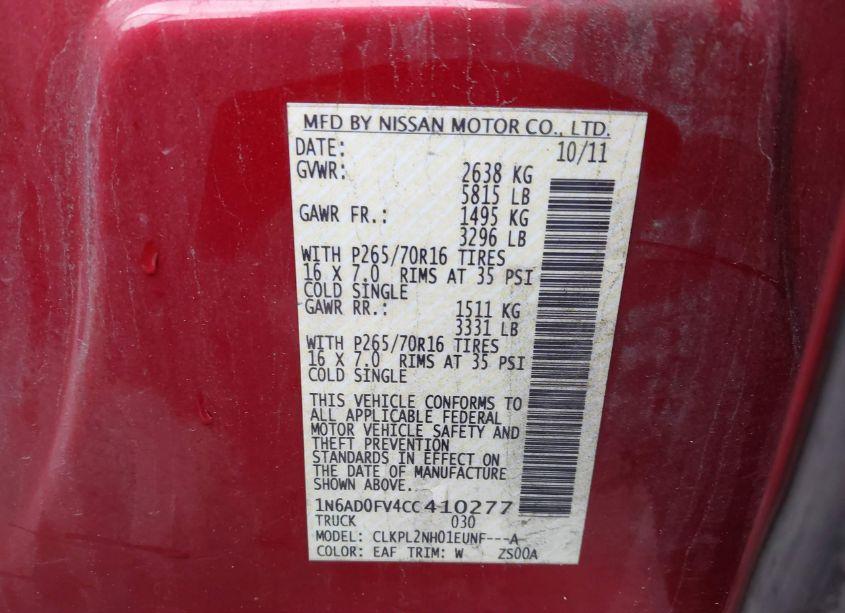 MFD BY NISSAN MOTOR CO., LTD.
DATE: 10/11
GVWR: 2638 KG
5815 LB
GAWR FR.: 1495 KG
3296 LB
WITH P265/70R16 TIRES
16 X 7.0 RIMS AT 35 PSI
COLD SINGLE
GAWR RR.: 1511 KG
3331 LB
WITH P265/70R16 TIRES
16 X 7.0 RIMS AT 35 PSI
COLD SINGLE
THIS VEHICLE CONFORMS TO
ALL APPLICABLE FEDERAL
MOTOR VEHICLE SAFETY AND
THEFT PREVENTION
STANDARDS IN EFFECT ON
THE DATE OF MANUFACTURE
SHOWN ABOVE.
1N6AD0FV4CC410277
TRUCK 030
MODEL: CLKPL2NH01EUNF---A
COLOR: EAF TRIM: W ZS00A